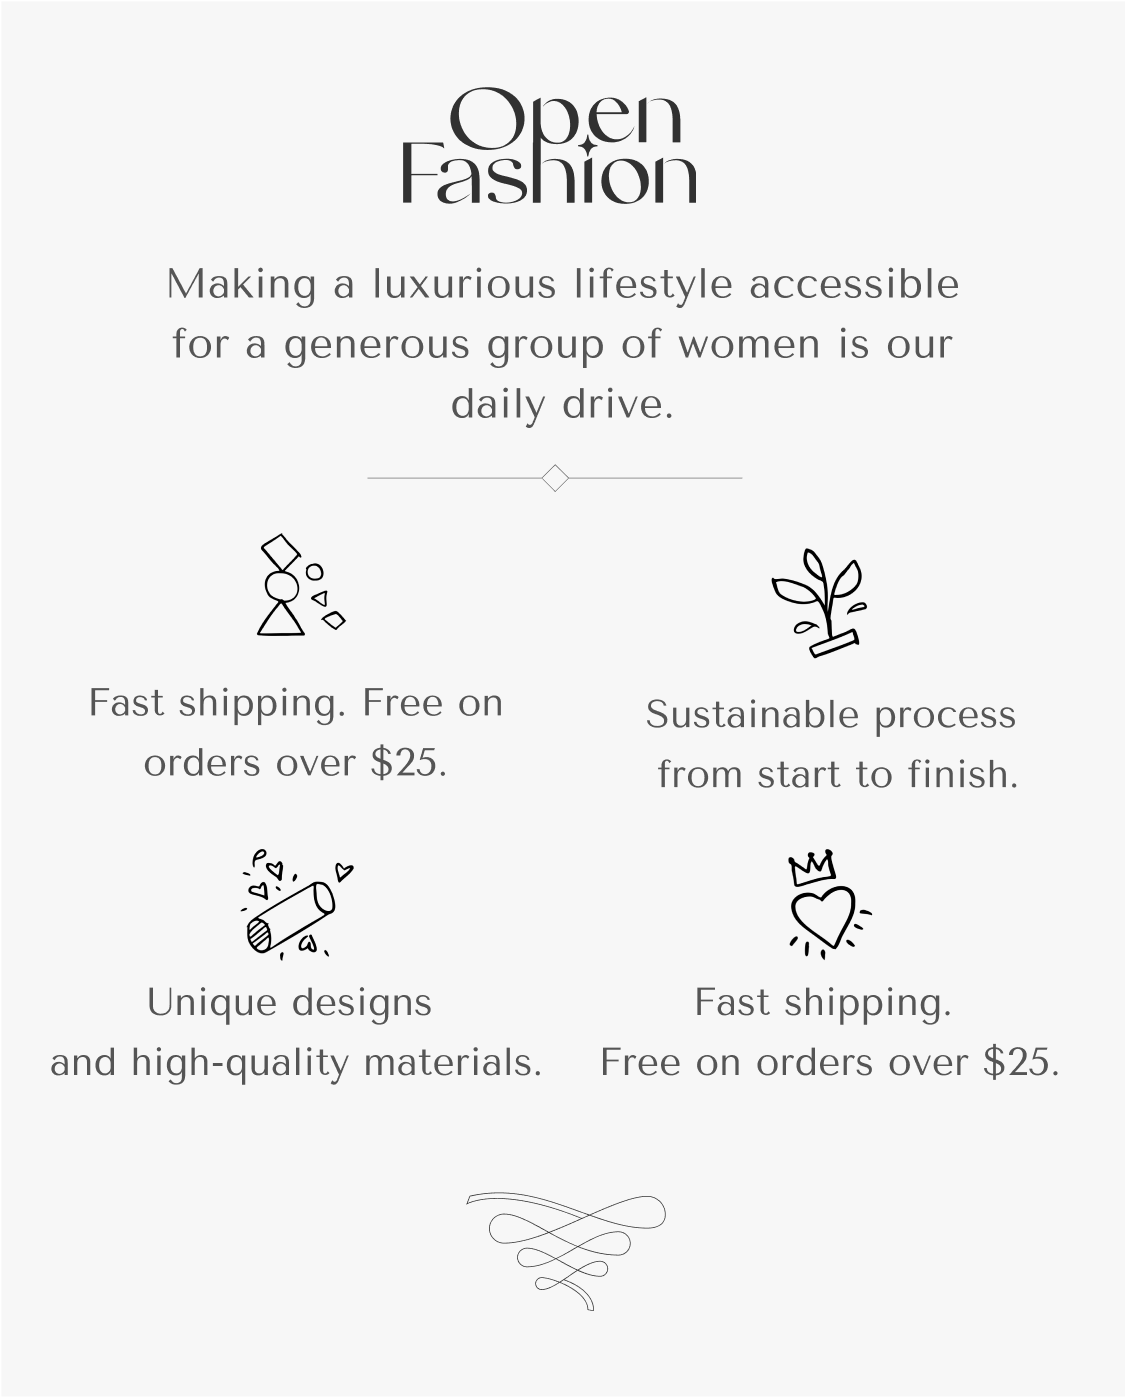 Open
Fashion
Making a luxurious lifestyle accessible
for a generous group of women is our
daily drive.
Fast shipping. Free on
orders over $25.
Sustainable process
from start to finish.
Unique designs
and high-quality materials.
Fast shipping.
Free on orders over $25.